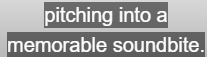 pitching into a
memorable soundbite.